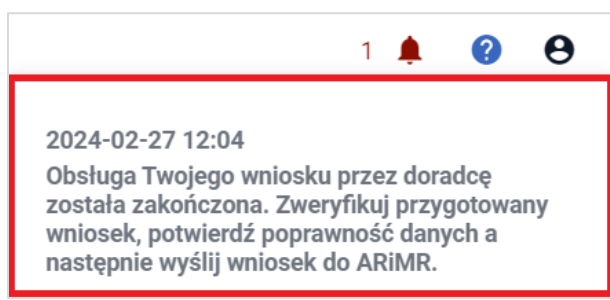 1 ?
2024-02-27 12:04
Obsługa Twojego wniosku przez doradcę
została zakończona. Zweryfikuj przygotowany
wniosek, potwierdź poprawność danych a
następnie wyślij wniosek do ARiMR.